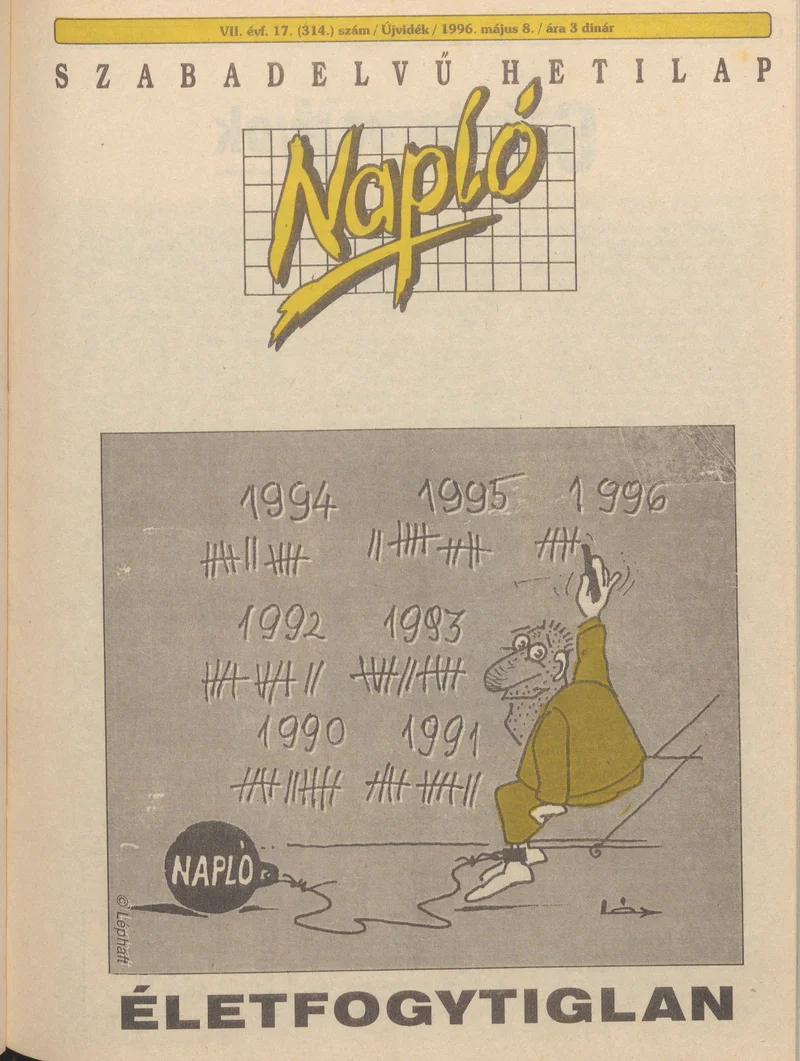 VII. évf. 17. (314.) szám / Újvidék / 1996. május 8. / ára 3 dinár
SZABADELVŰ HETILAP
Napló
1994 1995 1996
1992 1993
1990 1991
NAPLÓ
© Léphaft
ÉLETFOGYTIGLAN